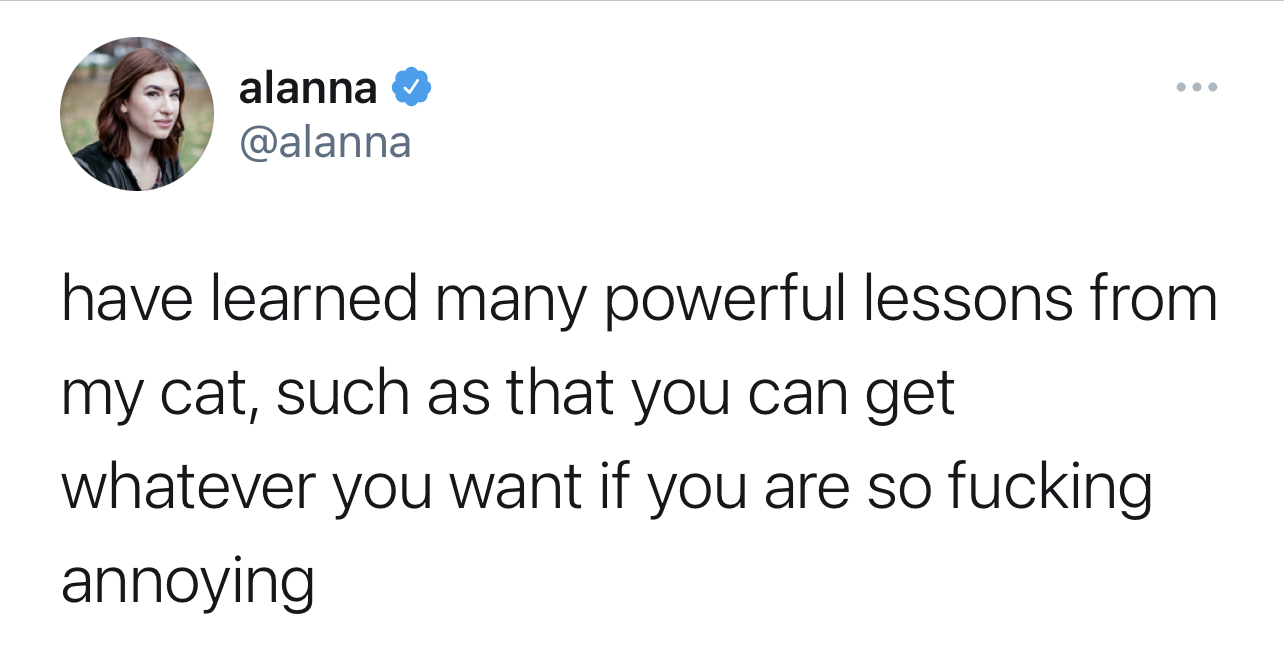 alanna
@alanna
have learned many powerful lessons from
my cat, such as that you can get
whatever you want if you are so fucking
annoying